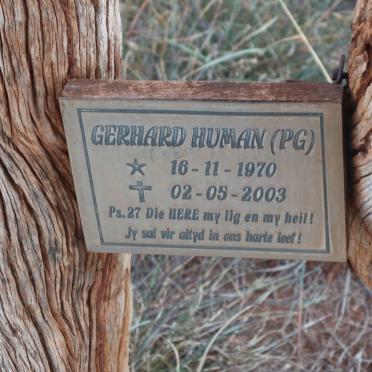 GERHARD HUMAN (PG)
16 - 11 - 1970
02 - 05 - 2003
Ps. 27 Die HERE my lig en my heil!
Jy sal vir altyd in ons harte leef!